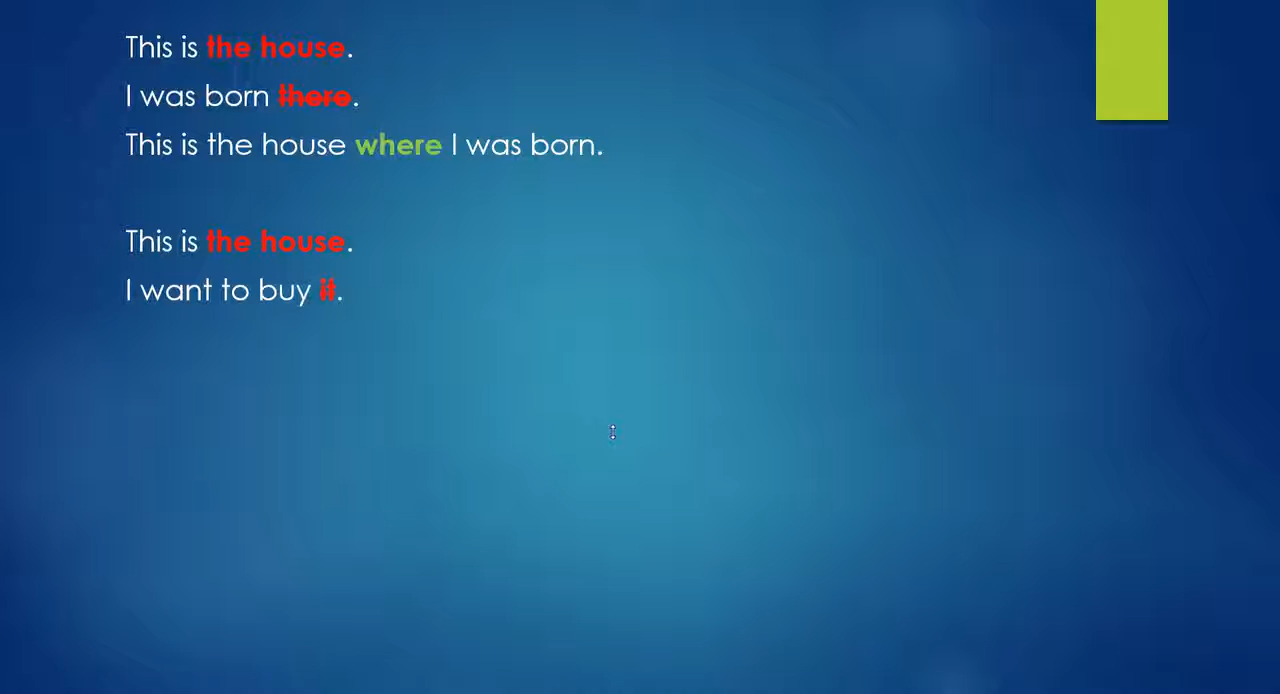 This is the house.
I was born there.
This is the house where I was born.
This is the house.
I want to buy it.